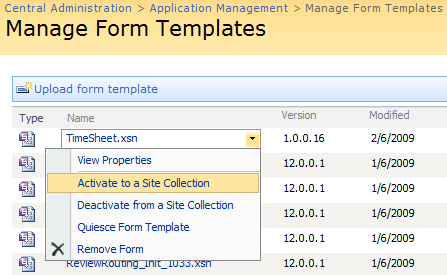 Central Administration > Application Management > Manage Form Templates
Manage Form Templates
Upload form template
Type Name Version Modified
TimeSheet.xsn 1.0.0.16 2/6/2009
View Properties 12.0.0.1 1/6/2009
Activate to a Site Collection 12.0.0.1 1/6/2009
Deactivate from a Site Collection 12.0.0.1 1/6/2009
Quiesce Form Template 12.0.0.1 1/6/2009
Remove Form 12.0.0.1 1/6/2009
ReviewRouting_Init_1033.xsn 12.0.0.1 1/6/2009